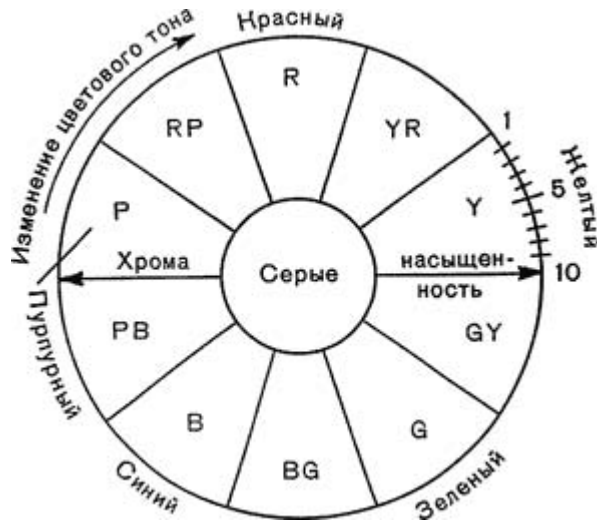 Красный
Изменение цветового тона
R
RP
YR
1
Желтый
5
10
P
Y
Хрома
Серые
насыщен-
ность
Пурпурный
PB
GY
B
G
BG
Синий
Зеленый